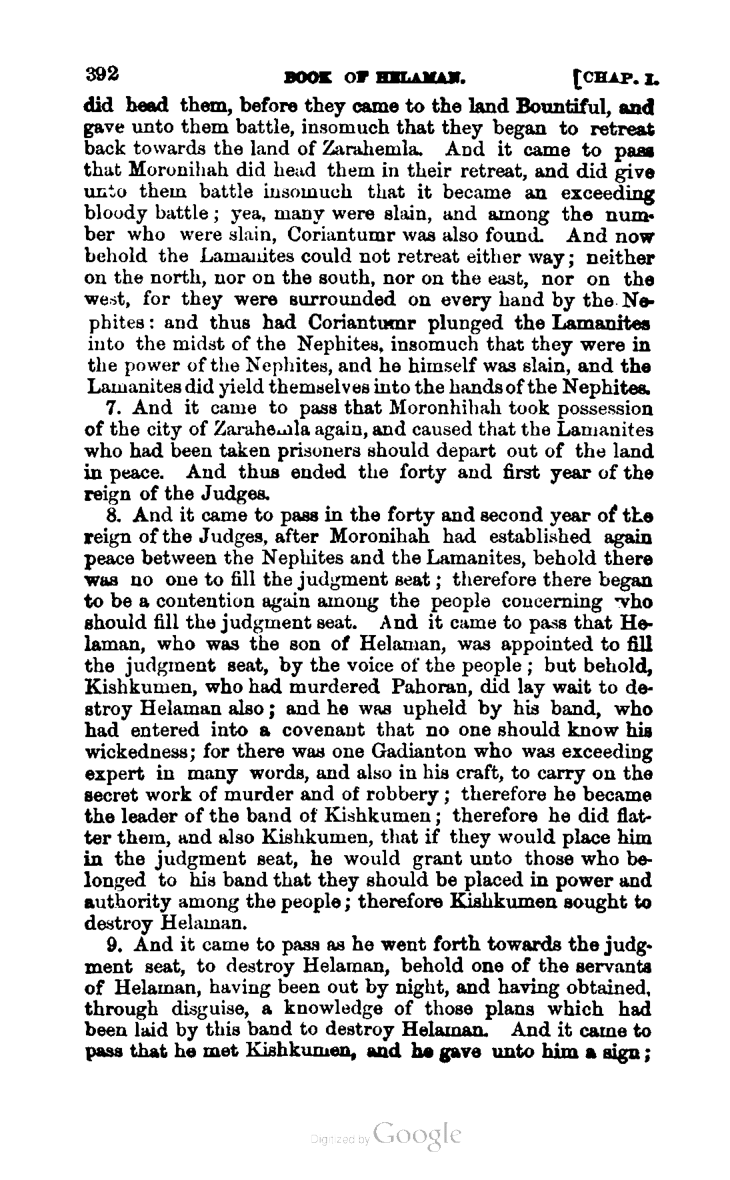 392 BOOK OF HELAMAN. [CHAP. I.
did head them, before they came to the land Bountiful, and
gave unto them battle, insomuch that they began to retreat
back towards the land of Zarahemla. And it came to pass
that Moronihah did head them in their retreat, and did give
unto them battle insomuch that it became an exceeding
bloody battle; yea, many were slain, and among the num-
ber who were slain, Coriantumr was also found. And now
behold the Lamanites could not retreat either way; neither
on the north, nor on the south, nor on the east, nor on the
west, for they were surrounded on every hand by the Ne-
phites: and thus had Coriantumr plunged the Lamanites
into the midst of the Nephites, insomuch that they were in
the power of the Nephites, and he himself was slain, and the
Lamanites did yield themselves into the hands of the Nephites.
7. And it came to pass that Moronhihah took possession
of the city of Zarahemla again, and caused that the Lamanites
who had been taken prisoners should depart out of the land
in peace. And thus ended the forty and first year of the
reign of the Judges.
8. And it came to pass in the forty and second year of the
reign of the Judges, after Moronihah had established again
peace between the Nephites and the Lamanites, behold there
was no one to fill the judgment seat; therefore there began
to be a contention again among the people concerning who
should fill the judgment seat. And it came to pass that He-
laman, who was the son of Helaman, was appointed to fill
the judgment seat, by the voice of the people; but behold,
Kishkumen, who had murdered Pahoran, did lay wait to de-
stroy Helaman also; and he was upheld by his band, who
had entered into a covenant that no one should know his
wickedness; for there was one Gadianton who was exceeding
expert in many words, and also in his craft, to carry on the
secret work of murder and of robbery; therefore he became
the leader of the band of Kishkumen; therefore he did flat-
ter them, and also Kishkumen, that if they would place him
in the judgment seat, he would grant unto those who be-
longed to his band that they should be placed in power and
authority among the people; therefore Kishkumen sought to
destroy Helaman.
9. And it came to pass as he went forth towards the judg-
ment seat, to destroy Helaman, behold one of the servants
of Helaman, having been out by night, and having obtained,
through disguise, a knowledge of those plans which had
been laid by this band to destroy Helaman. And it came to
pass that he met Kishkumen, and he gave unto him a sign;
Digitized by Google